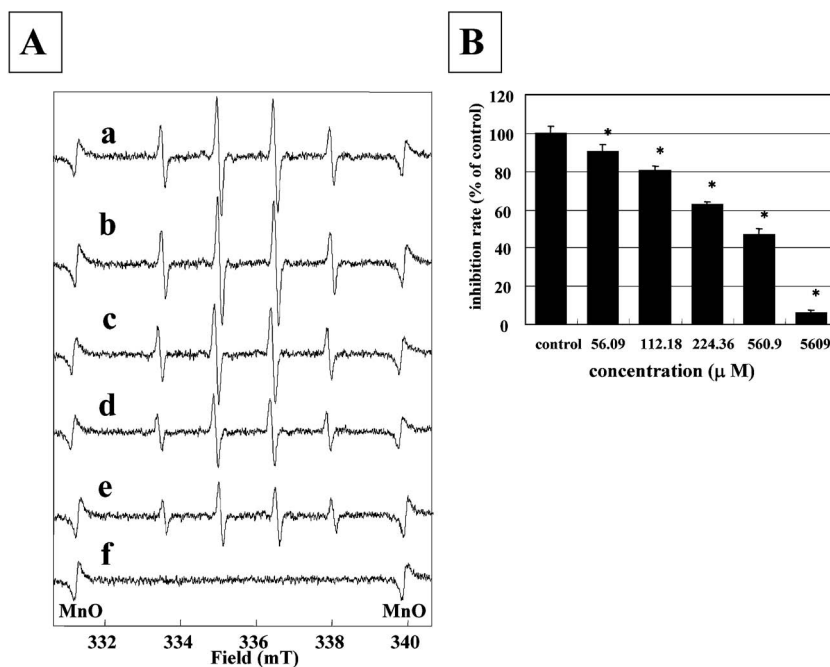 A
a
b
c
d
e
f
MnO MnO
332 334 336 338 340
Field (mT)
B
120
100
80
60
40
20
0
inhibition rate (% of control)
* * * * *
control 56.09 112.18 224.36 560.9 5609
concentration (μ M)